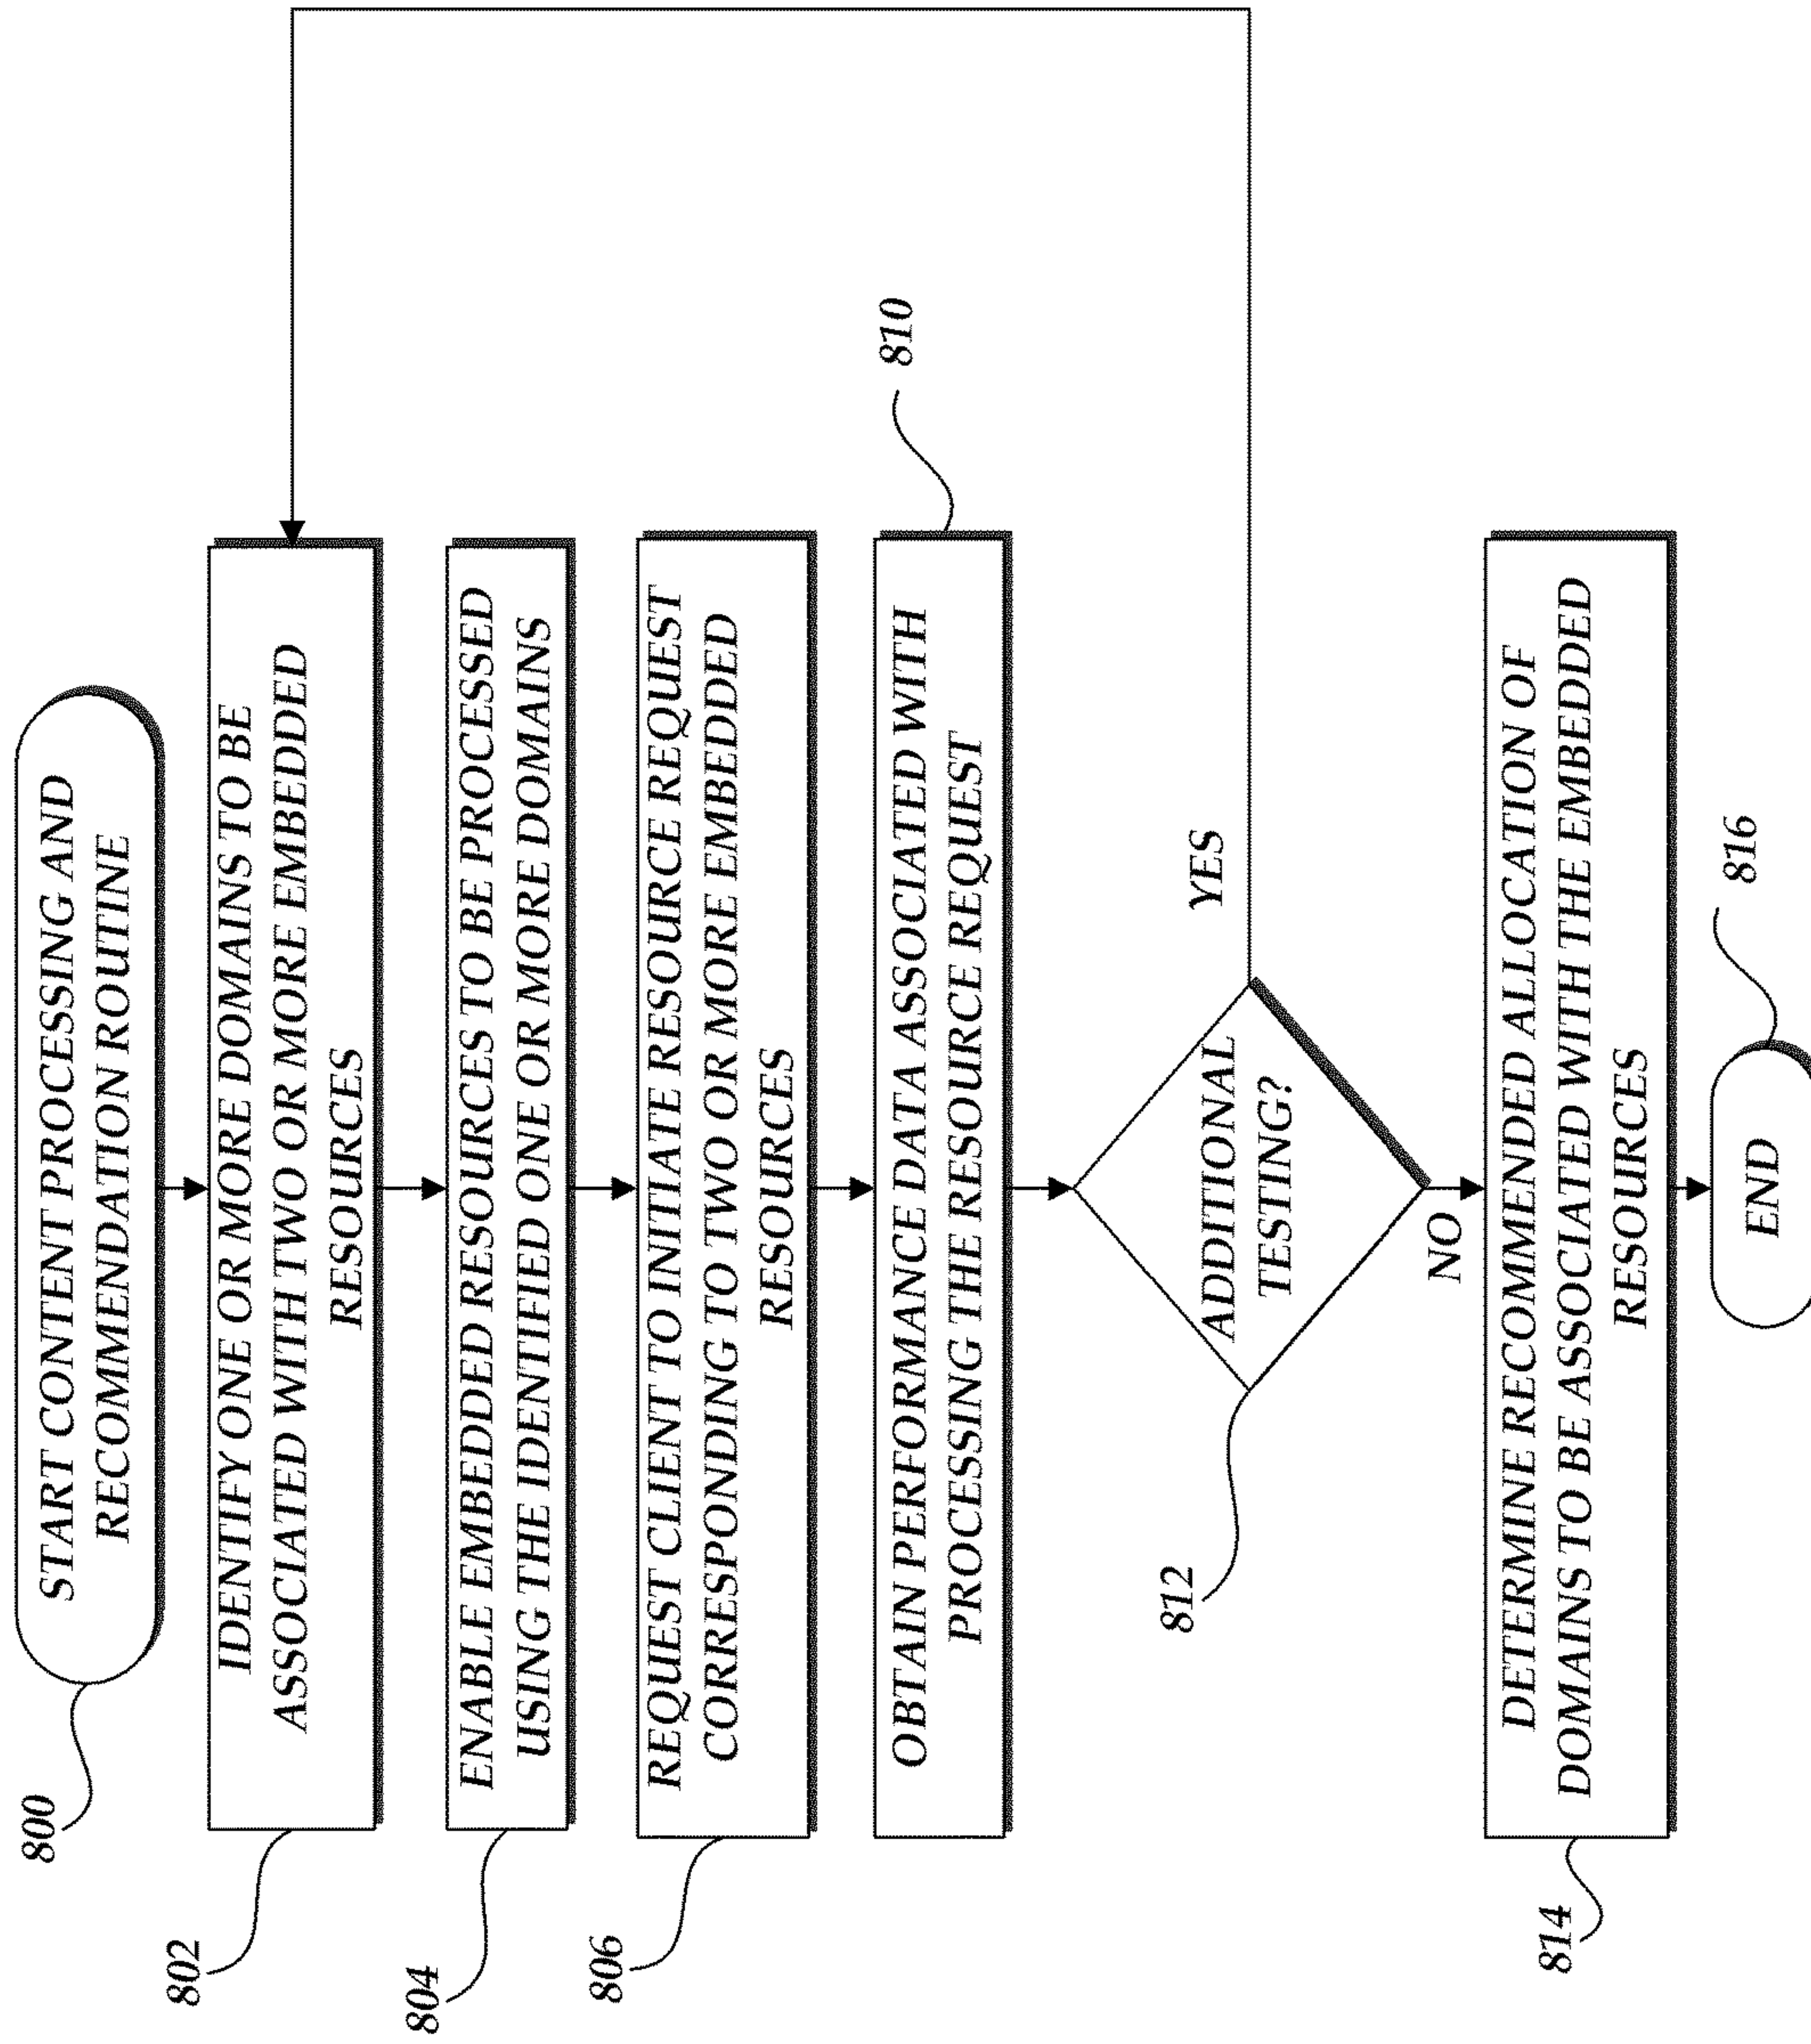 START CONTENT PROCESSING AND
RECOMMENDATION ROUTINE
800
IDENTIFY ONE OR MORE DOMAINS TO BE
ASSOCIATED WITH TWO OR MORE EMBEDDED
RESOURCES
802
ENABLE EMBEDDED RESOURCES TO BE PROCESSED
USING THE IDENTIFIED ONE OR MORE DOMAINS
804
REQUEST CLIENT TO INITIATE RESOURCE REQUEST
CORRESPONDING TO TWO OR MORE EMBEDDED
RESOURCES
806
OBTAIN PERFORMANCE DATA ASSOCIATED WITH
PROCESSING THE RESOURCE REQUEST
810
ADDITIONAL
TESTING?
812
YES
NO
DETERMINE RECOMMENDED ALLOCATION OF
DOMAINS TO BE ASSOCIATED WITH THE EMBEDDED
RESOURCES
814
END
816